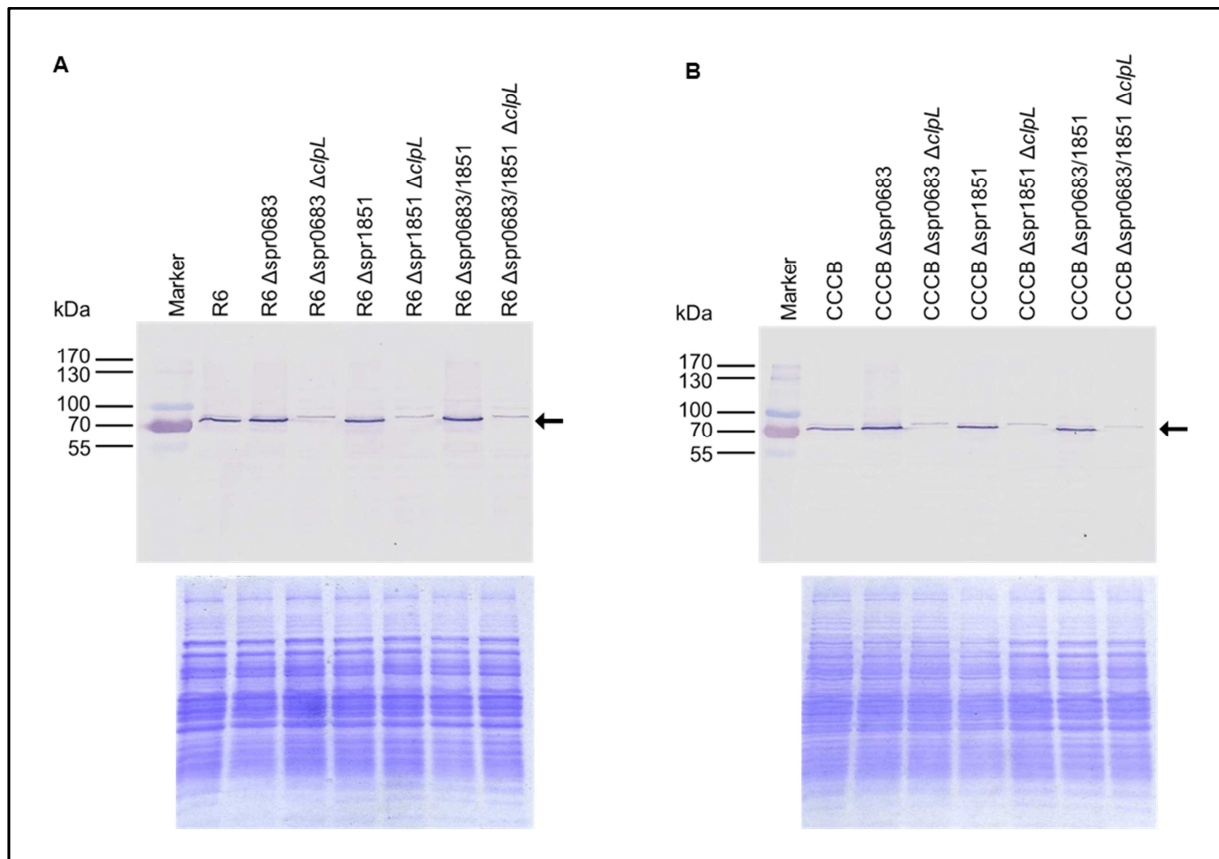 A
B
kDa
Marker
R6
R6 Δspr0683
R6 Δspr0683 ΔclpL
R6 Δspr1851
R6 Δspr1851 ΔclpL
R6 Δspr0683/1851
R6 Δspr0683/1851 ΔclpL
170
130
100
70
55
kDa
Marker
CCCB
CCCB Δspr0683
CCCB Δspr0683 ΔclpL
CCCB Δspr1851
CCCB Δspr1851 ΔclpL
CCCB Δspr0683/1851
CCCB Δspr0683/1851 ΔclpL
170
130
100
70
55